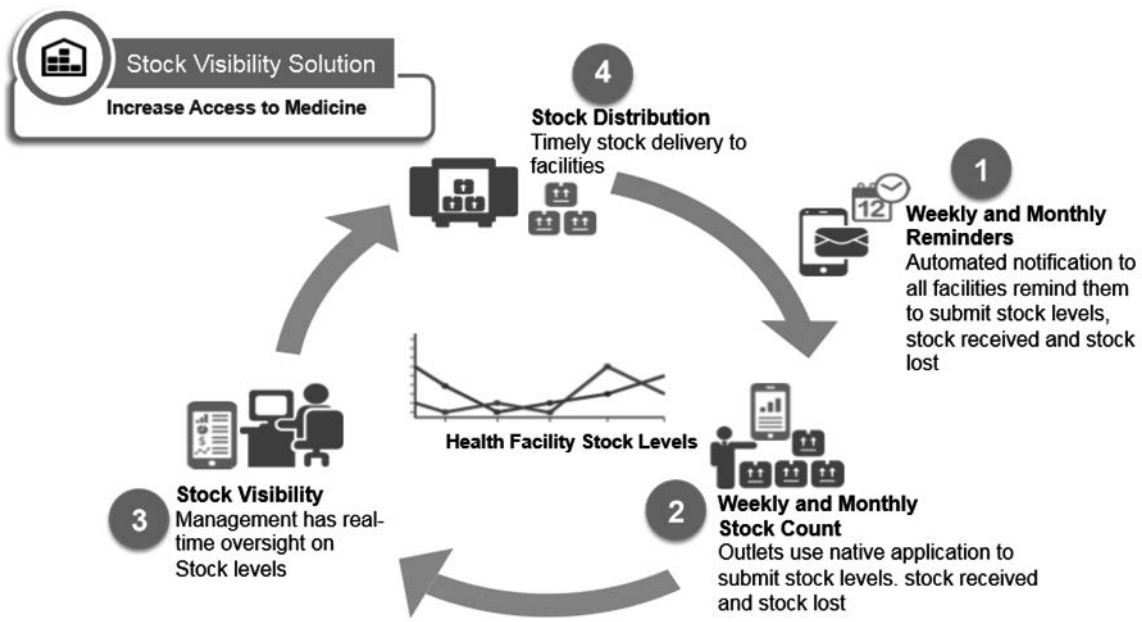 Stock Visibility Solution
Increase Access to Medicine
4
Stock Distribution
Timely stock delivery to
facilities
1
12
Weekly and Monthly
Reminders
Automated notification to
all facilities remind them
to submit stock levels,
stock received and stock
lost
Health Facility Stock Levels
2
Weekly and Monthly
Stock Count
Outlets use native application to
submit stock levels. stock received
and stock lost
3
Stock Visibility
Management has real-
time oversight on
Stock levels
$